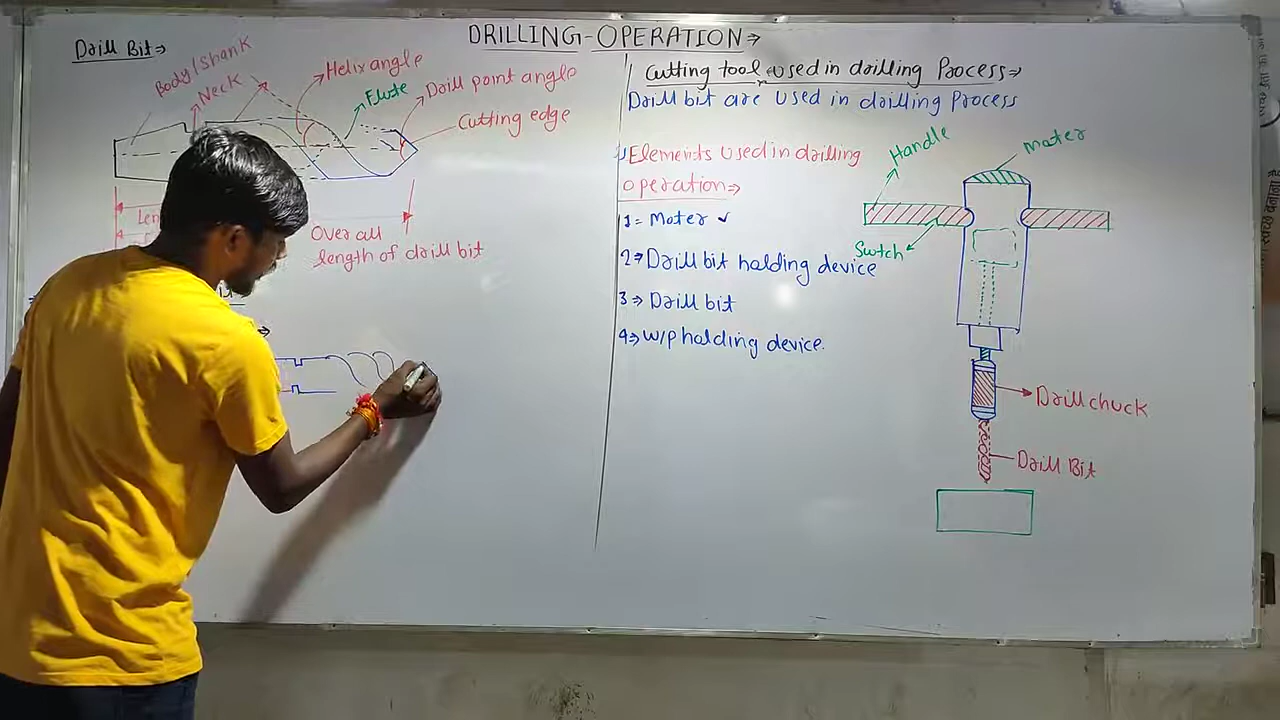 DRILLING-OPERATION⇒
Drill Bit⇒
Body/Shank
Neck
Helix angle
Flute
Drill point angle
Cutting edge
Len
Over all
length of drill bit
Cutting tool used in drilling Process⇒
Drill bit are used in drilling Process
Elements used in drilling
operation⇒
1= Moter ✓
2⇒ Drill bit holding device
3⇒ Drill bit
4⇒ W/p holding device.
Handle
Moter
Swtch
Drill chuck
Drill Bit